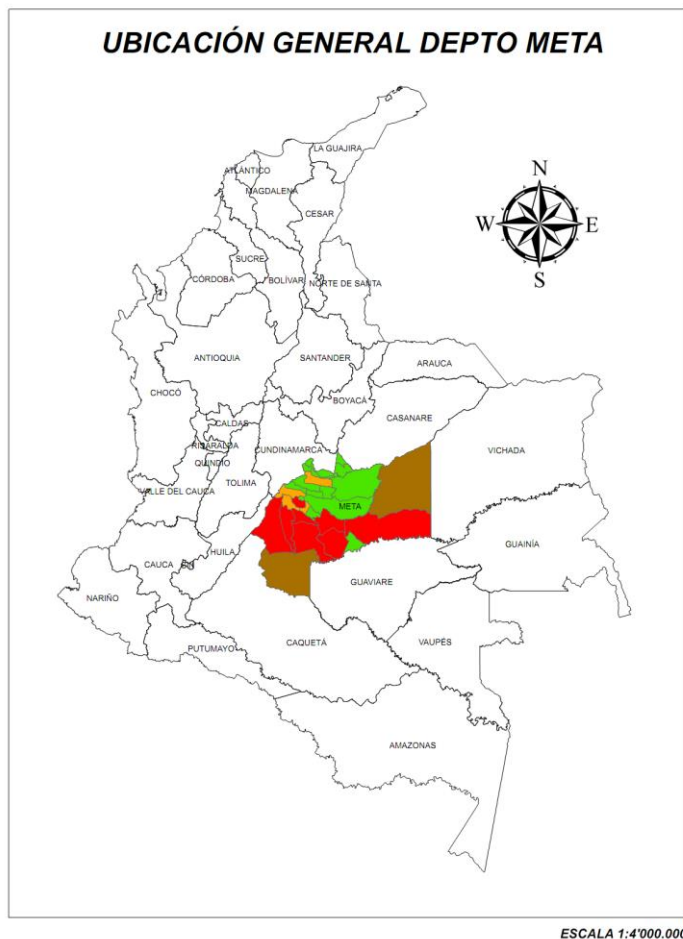 UBICACIÓN GENERAL DEPTO META
LA GUAJIRA
ATLÁNTICO
MAGDALENA
CESAR
N
W E
S
SUCRE
CÓRDOBA
BOLÍVAR
NORTE DE SANTA
ANTIOQUIA
SANTANDER
ARAUCA
CHOCÓ
BOYACÁ
CASANARE
CALDAS
RISARALDA
CUNDINAMARCA
VICHADA
QUINDIO
TOLIMA
VALLE DEL CAUCA
META
GUAINÍA
HUILA
CAUCA
GUAVIARE
NARIÑO
CAQUETÁ
VAUPÉS
PUTUMAYO
AMAZONAS
ESCALA 1:4'000.000